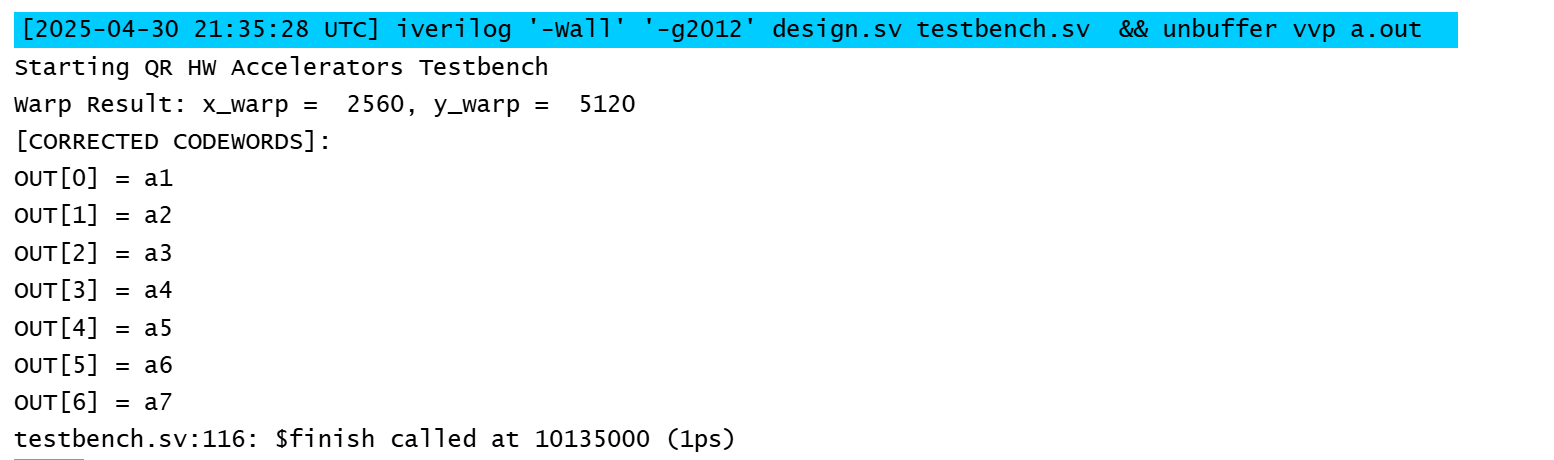 [2025-04-30 21:35:28 UTC] iverilog '-Wall' '-g2012' design.sv testbench.sv  && unbuffer vvp a.out
Starting QR HW Accelerators Testbench
Warp Result: x_warp =  2560, y_warp =  5120
[CORRECTED CODEWORDS]:
OUT[0] = a1
OUT[1] = a2
OUT[2] = a3
OUT[3] = a4
OUT[4] = a5
OUT[5] = a6
OUT[6] = a7
testbench.sv:116: $finish called at 10135000 (1ps)